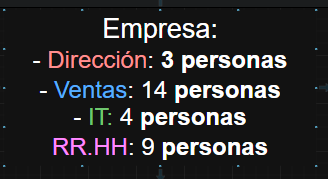 Empresa:
- Dirección: 3 personas
- Ventas: 14 personas
- IT: 4 personas
RR.HH: 9 personas